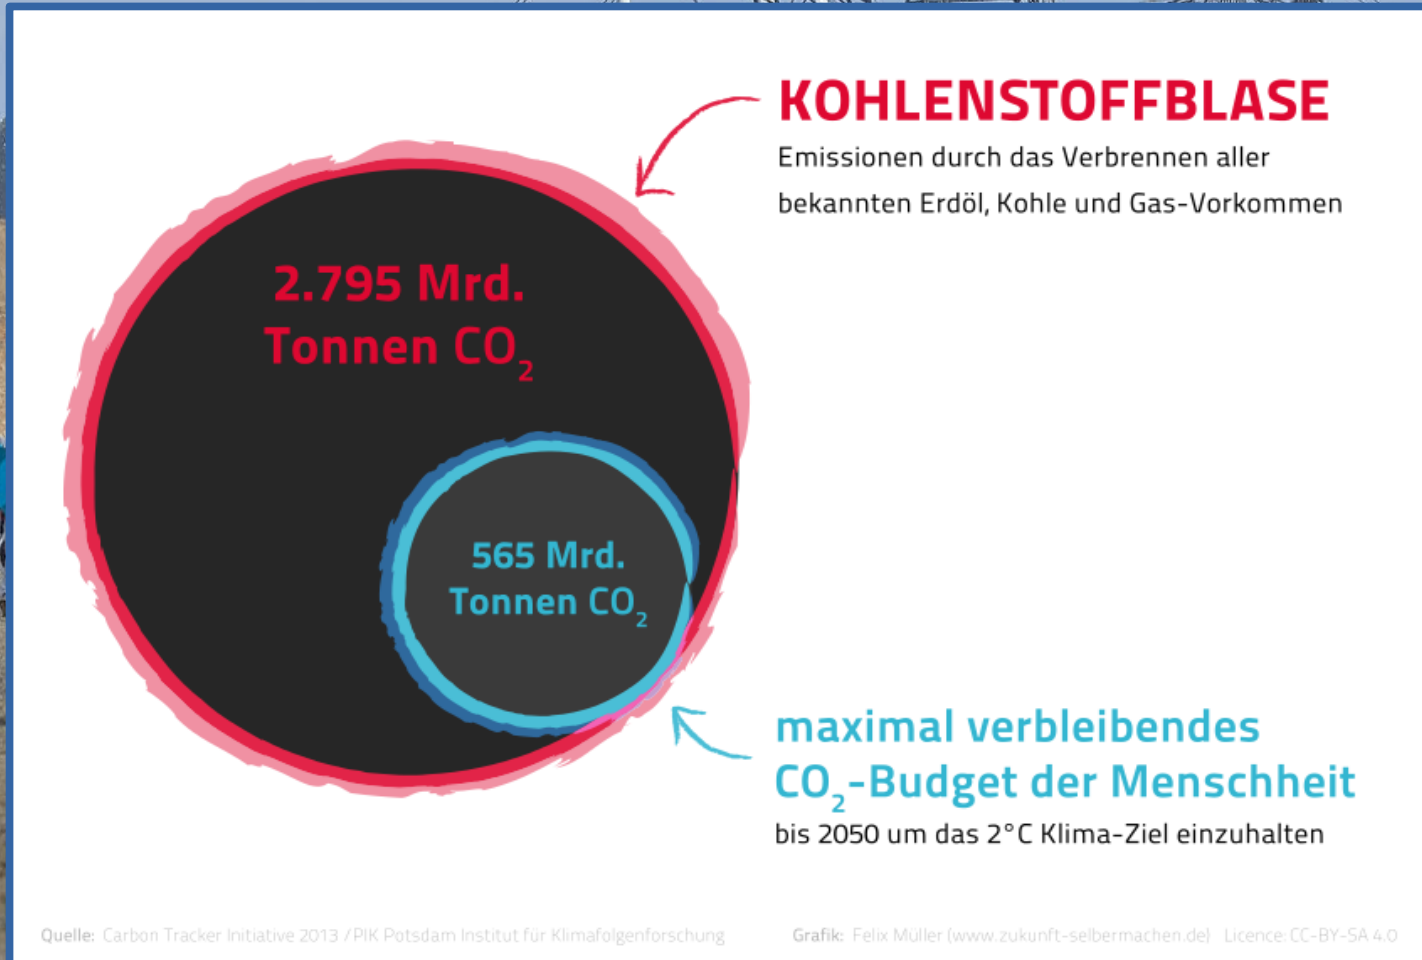 KOHLENSTOFFBLASE
Emissionen durch das Verbrennen aller
bekannten Erdöl, Kohle und Gas-Vorkommen
2.795 Mrd.
Tonnen CO₂
565 Mrd.
Tonnen CO₂
maximal verbleibendes
CO₂-Budget der Menschheit
bis 2050 um das 2°C Klima-Ziel einzuhalten
Quelle: Carbon Tracker Initiative 2013 / PIK Potsdam Institut für Klimafolgenforschung
Grafik: Felix Müller (www.zukunft-selbermachen.de) Licence: CC-BY-SA 4.0